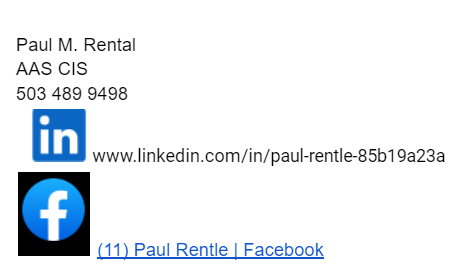 Paul M. Rental
AAS CIS
503 489 9498
in www.linkedin.com/in/paul-rentle-85b19a23a
f (11) Paul Rentle | Facebook